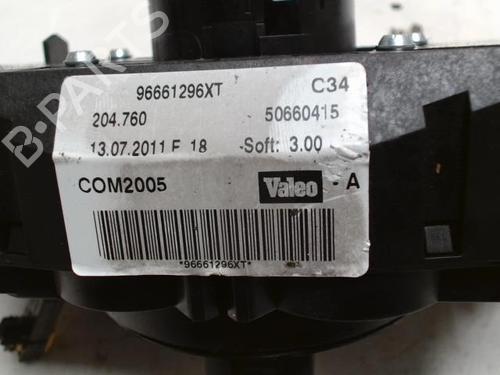 96661296XT C34
204.760 50660415
13.07.2011 F 18 Soft: 3.00
COM2005 Valeo - A
*96661296XT*
B-PARTS